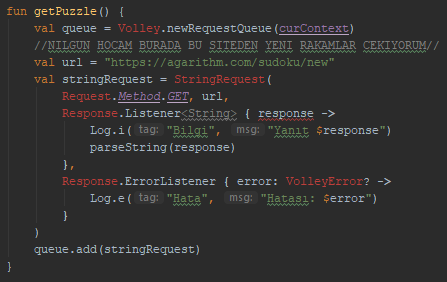 fun getPuzzle() {
    val queue = Volley.newRequestQueue(curContext)
    //NILGUN HOCAM BURADA BU SITEDEN YENI RAKAMLAR CEKIYORUM//
    val url = "https://agarithm.com/sudoku/new"
    val stringRequest = StringRequest(
        Request.Method.GET, url,
        Response.Listener<String> { response ->
            Log.i( tag: "Bilgi", msg: "Yanıt $response")
            parseString(response)
        },
        Response.ErrorListener { error: VolleyError? ->
            Log.e( tag: "Hata", msg: "Hatası: $error")
        }
    )
    queue.add(stringRequest)
}